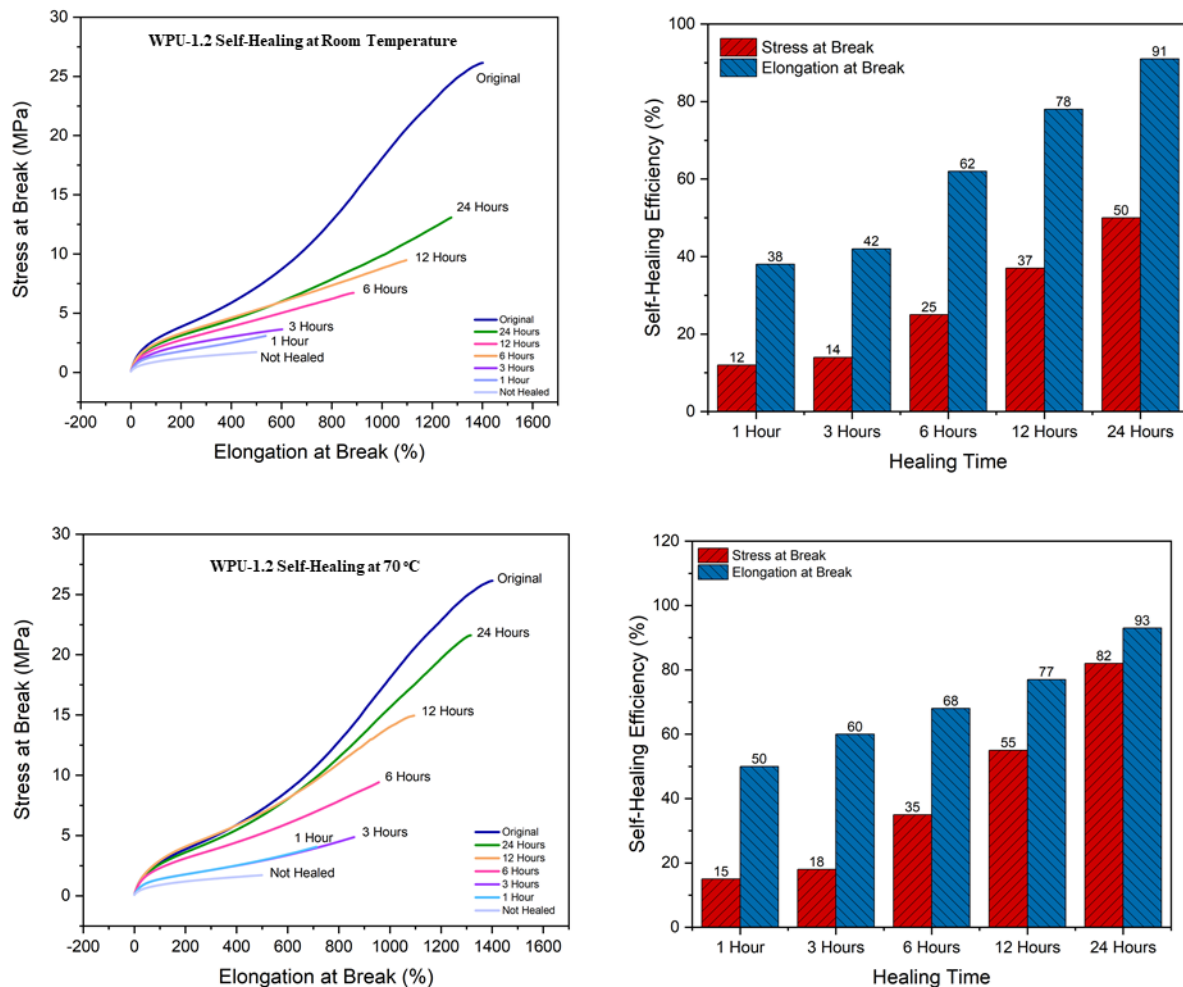 WPU-1.2 Self-Healing at Room Temperature
Stress at Break (MPa)
30
25
20
15
10
5
0
Original
24 Hours
12 Hours
6 Hours
3 Hours
1 Hour
Not Healed
Original
24 Hours
12 Hours
6 Hours
3 Hours
1 Hour
Not Healed
-200 0 200 400 600 800 1000 1200 1400 1600
Elongation at Break (%)
Self-Healing Efficiency (%)
100
80
60
40
20
0
Stress at Break
Elongation at Break
12 38 14 42 25 62 37 78 50 91
1 Hour 3 Hours 6 Hours 12 Hours 24 Hours
Healing Time
WPU-1.2 Self-Healing at 70 °C
Stress at Break (MPa)
30
25
20
15
10
5
0
Original
24 Hours
12 Hours
6 Hours
3 Hours
1 Hour
Not Healed
Original
24 Hours
12 Hours
6 Hours
3 Hours
1 Hour
Not Healed
-200 0 200 400 600 800 1000 1200 1400 1600
Elongation at Break (%)
Self-Healing Efficiency (%)
120
100
80
60
40
20
0
Stress at Break
Elongation at Break
15 50 18 60 35 68 55 77 82 93
1 Hour 3 Hours 6 Hours 12 Hours 24 Hours
Healing Time